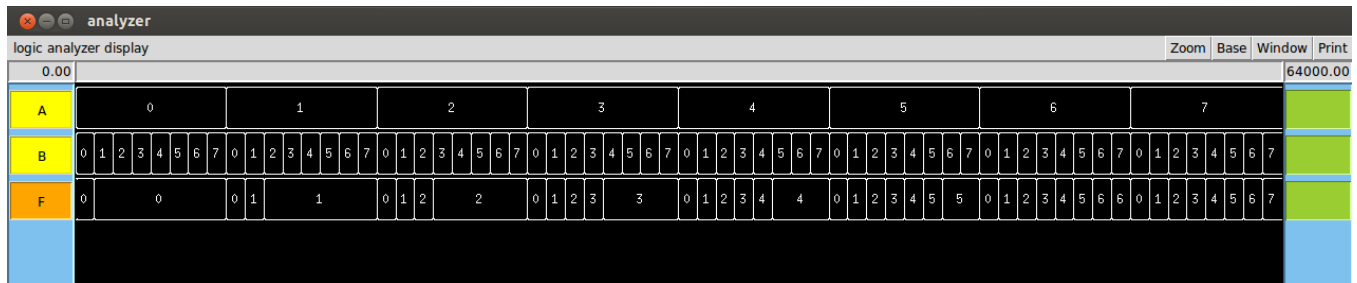 analyzer
logic analyzer display Zoom Base Window Print
0.00 64000.00
A 0 1 2 3 4 5 6 7
B 0 1 2 3 4 5 6 7 0 1 2 3 4 5 6 7 0 1 2 3 4 5 6 7 0 1 2 3 4 5 6 7 0 1 2 3 4 5 6 7 0 1 2 3 4 5 6 7 0 1 2 3 4 5 6 7 0 1 2 3 4 5 6 7
F 0 0 0 1 1 0 1 2 2 0 1 2 3 3 0 1 2 3 4 4 0 1 2 3 4 5 5 0 1 2 3 4 5 6 6 0 1 2 3 4 5 6 7